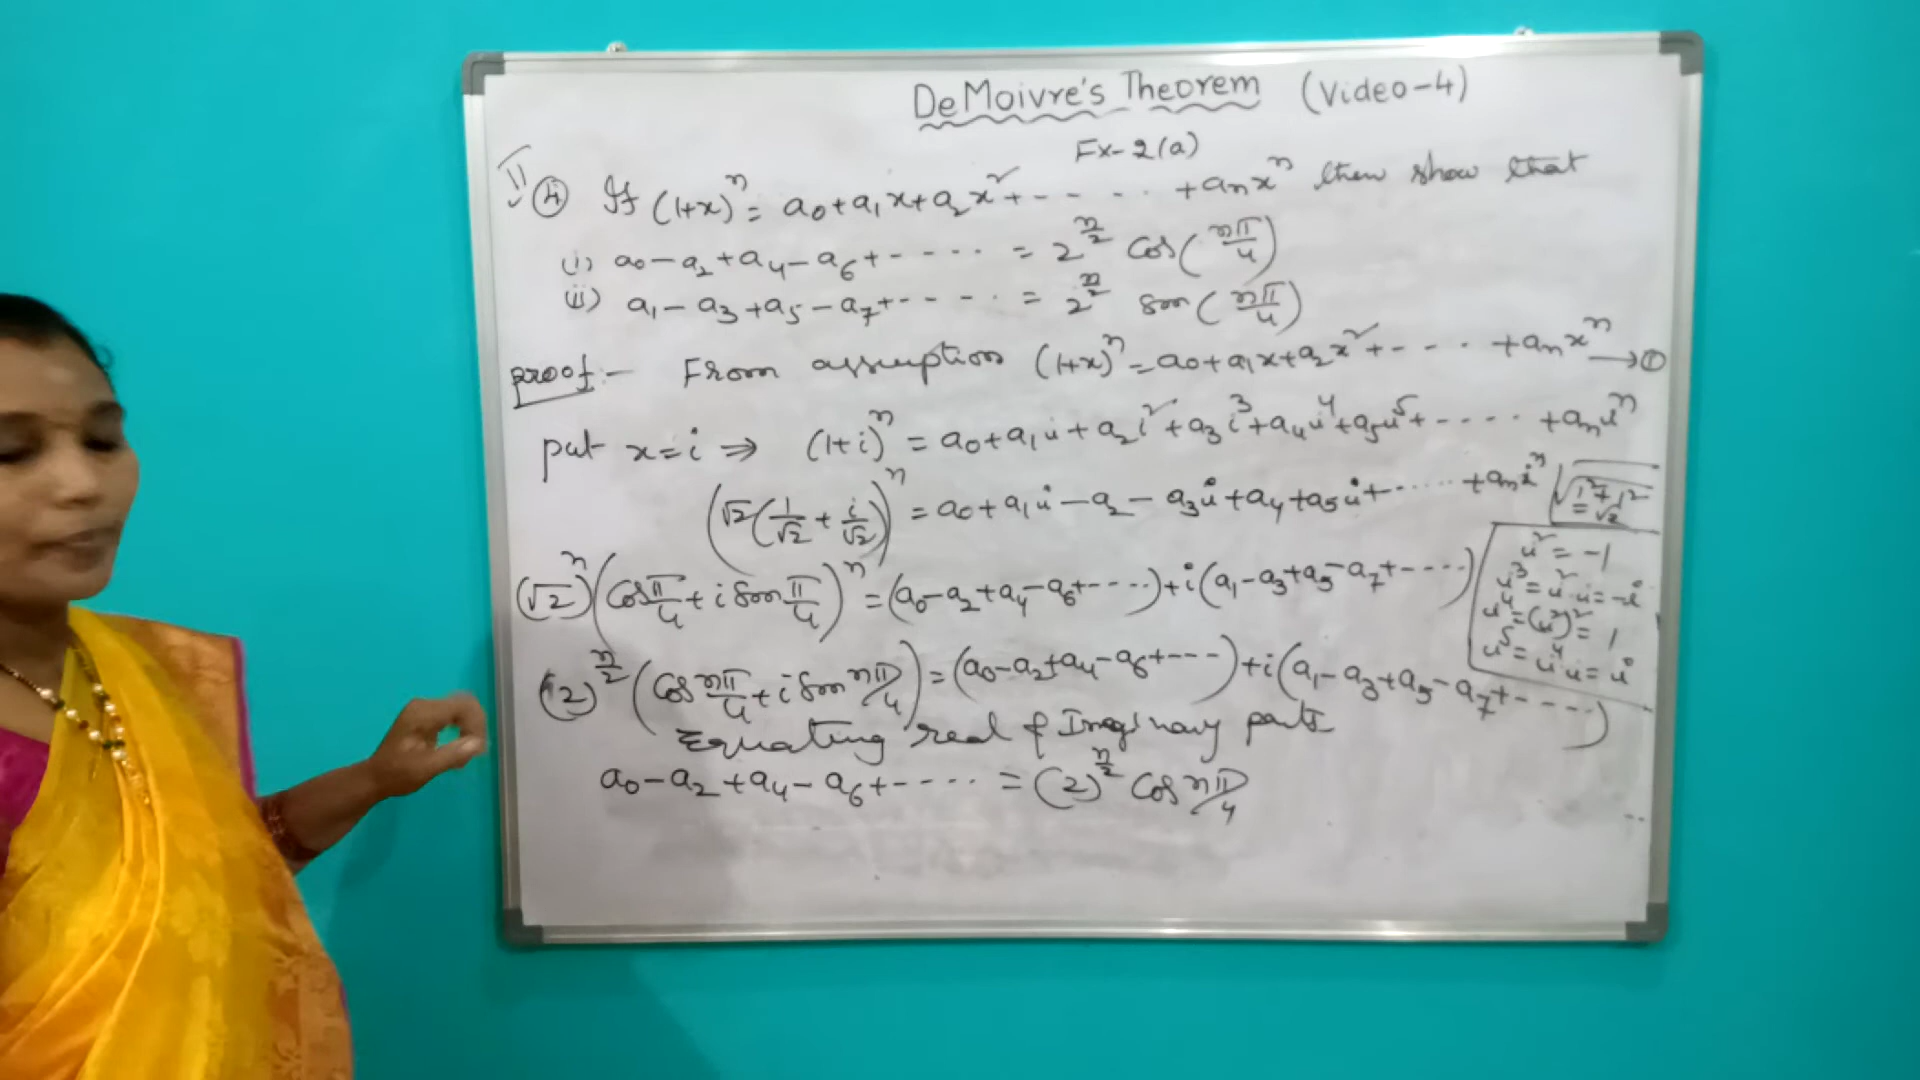 DeMoivre's Theorem (Video-4)
Ex-2(a)
II (4) If (1+x)ⁿ = a₀+a₁x+a₂x²+----- +aₙxⁿ then show that
(i) a₀-a₂+a₄-a₆+----- = 2^(n/2) Cos(nπ/4)
(ii) a₁-a₃+a₅-a₇+----- = 2^(n/2) Sin(nπ/4)
proof:- From assumption (1+x)ⁿ = a₀+a₁x+a₂x²+---- +aₙxⁿ → ①
put x=i ⇒ (1+i)ⁿ = a₀+a₁i+a₂i²+a₃i³+a₄i⁴+a₅i⁵+---- +aₙiⁿ
(√2(1/√2 + i/√2))ⁿ = a₀+a₁i-a₂-a₃i+a₄+a₅i+----- +aₙiⁿ
√(1²+1²)
=√2
(√2)ⁿ(Cos π/4 + i Sin π/4)ⁿ = (a₀-a₂+a₄-a₆+----)+i(a₁-a₃+a₅-a₇+----)
i² = -1
i³ = i².i = -i
i⁴ = (i²)² = 1
i⁵ = i⁴.i = i
(2)^(n/2) (Cos nπ/4 + i Sin nπ/4) = (a₀-a₂+a₄-a₆+---)+i(a₁-a₃+a₅-a₇+----)
Equating real & Imaginary parts
a₀-a₂+a₄-a₆+---- = (2)^(n/2) Cos nπ/4